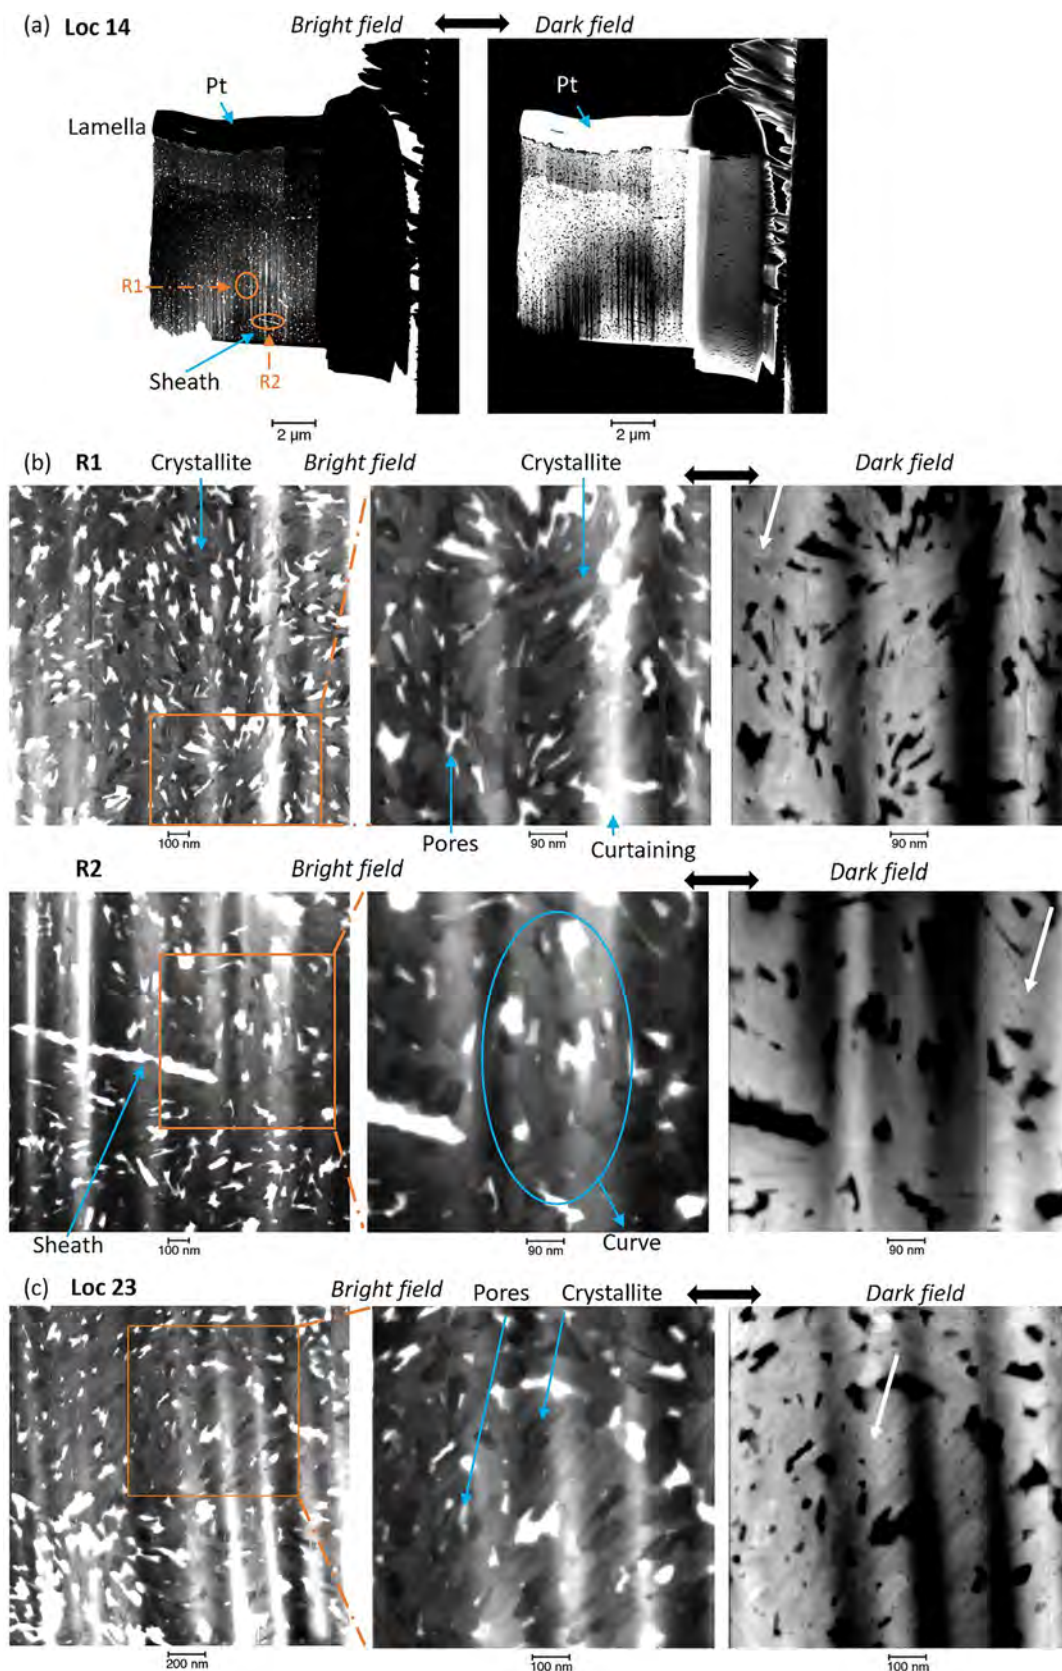 (a) Loc 14 Bright field Dark field
Pt Pt
Lamella
R1
Sheath R2
2 µm 2 µm
(b) R1 Crystallite Bright field Crystallite Dark field
Pores Curtaining
100 nm 90 nm 90 nm
R2 Bright field Dark field
Sheath Curve
100 nm 90 nm 90 nm
(c) Loc 23 Bright field Pores Crystallite Dark field
200 nm 100 nm 100 nm